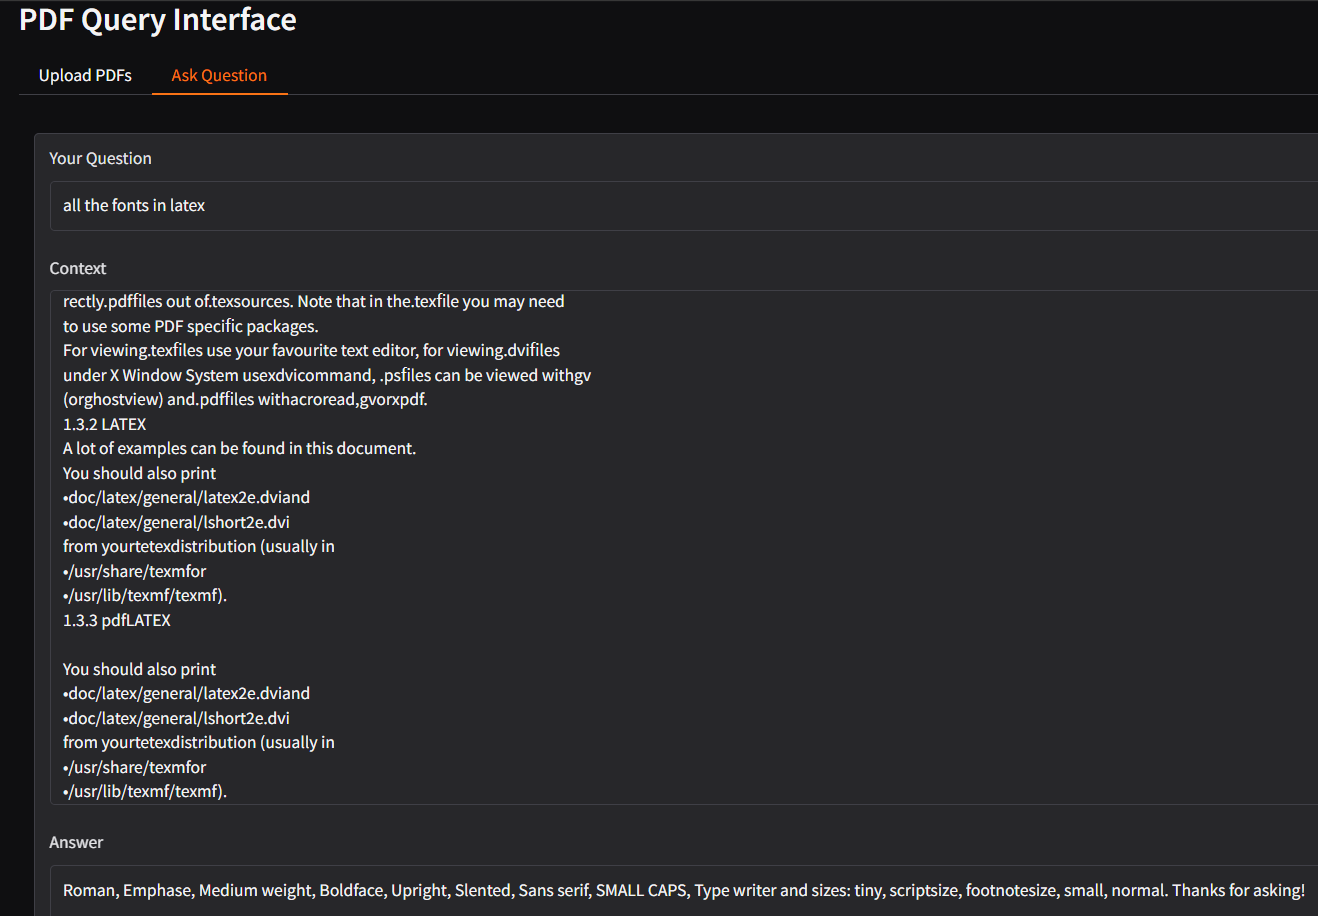 PDF Query Interface
Upload PDFs
Ask Question
Your Question
all the fonts in latex
Context
rectly.pdffiles out of.texsources. Note that in the.texfile you may need
to use some PDF specific packages.
For viewing.texfiles use your favourite text editor, for viewing.dvifiles
under X Window System usexdvicommand, .psfiles can be viewed withgv
(orghostview) and.pdffiles withacroread,gvorxpdf.
1.3.2 LATEX
A lot of examples can be found in this document.
You should also print
•doc/latex/general/latex2e.dviand
•doc/latex/general/lshort2e.dvi
from yourtetexdistribution (usually in
•/usr/share/texmfor
•/usr/lib/texmf/texmf).
1.3.3 pdfLATEX
You should also print
•doc/latex/general/latex2e.dviand
•doc/latex/general/lshort2e.dvi
from yourtetexdistribution (usually in
•/usr/share/texmfor
•/usr/lib/texmf/texmf).
Answer
Roman, Emphase, Medium weight, Boldface, Upright, Slented, Sans serif, SMALL CAPS, Type writer and sizes: tiny, scriptsize, footnotesize, small, normal. Thanks for asking!